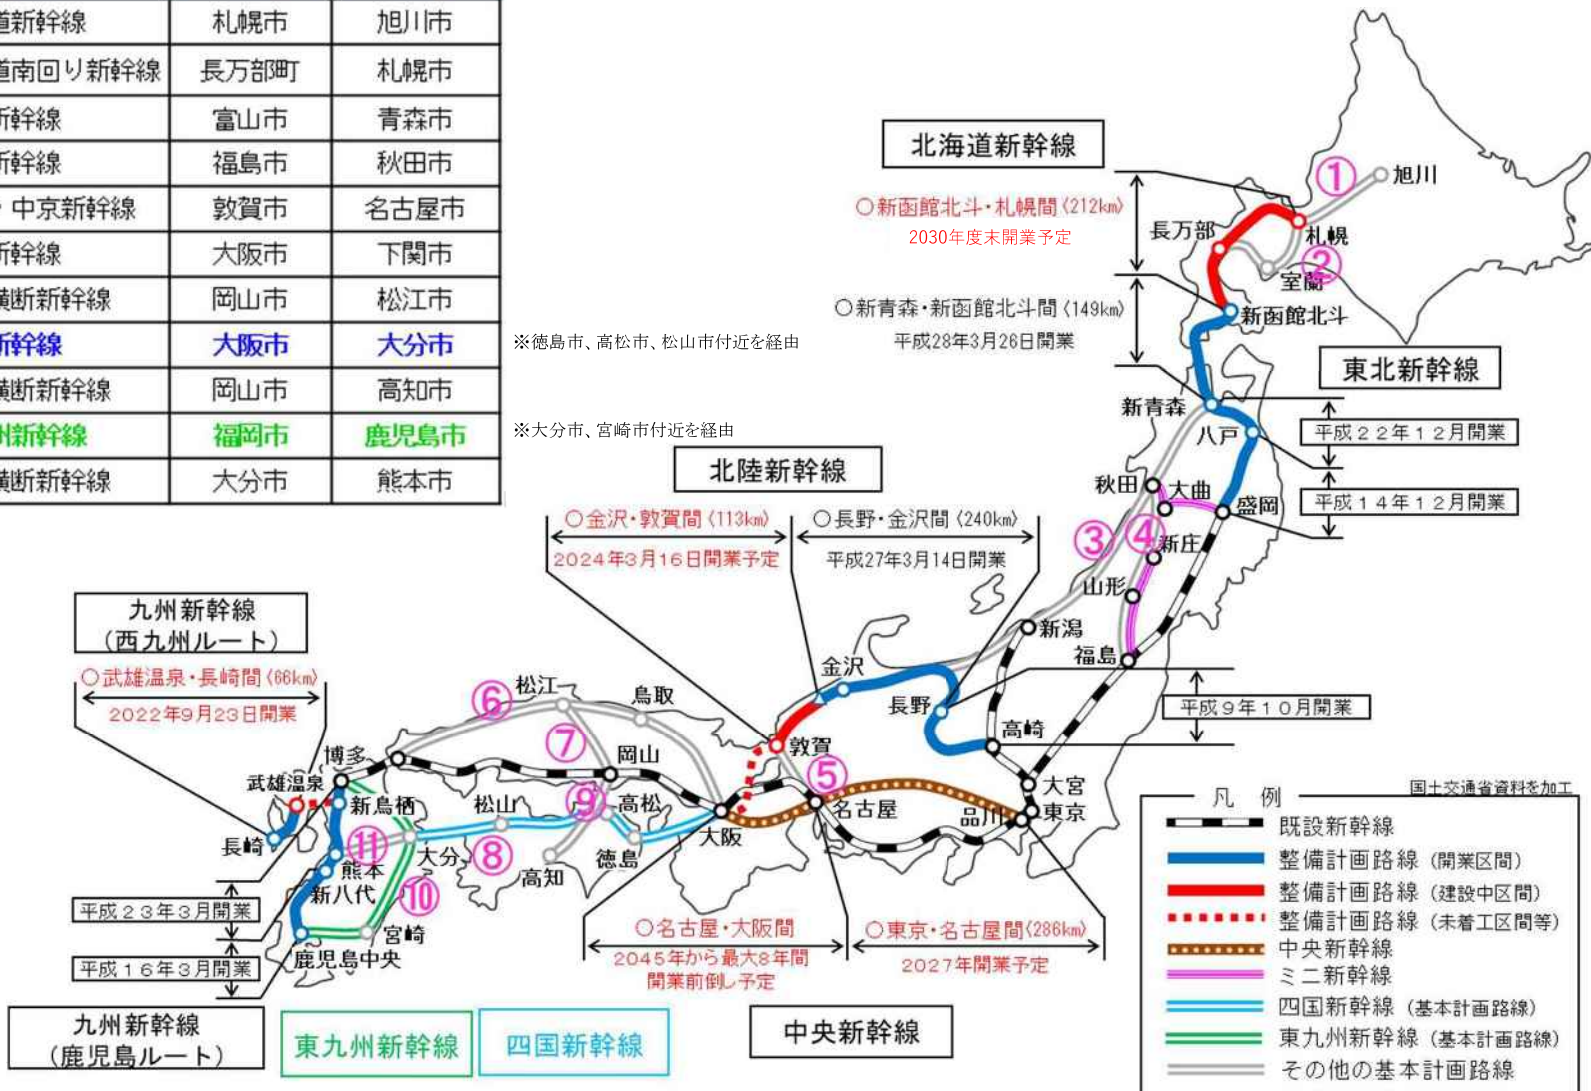 道新幹線 札幌市 旭川市
道南回り新幹線 長万部町 札幌市
新幹線 富山市 青森市
新幹線 福島市 秋田市
・中京新幹線 敦賀市 名古屋市
新幹線 大阪市 下関市
横断新幹線 岡山市 松江市
新幹線 大阪市 大分市
※徳島市、高松市、松山市付近を経由
横断新幹線 岡山市 高知市
州新幹線 福岡市 鹿児島市
※大分市、宮崎市付近を経由
横断新幹線 大分市 熊本市
北海道新幹線
○新函館北斗・札幌間(212km)
2030年度末開業予定
○新青森・新函館北斗間(149km)
平成28年3月26日開業
①
旭川
長万部
札幌
②
室蘭
新函館北斗
東北新幹線
新青森
八戸
平成22年12月開業
秋田
大曲
盛岡
平成14年12月開業
③
④
新庄
山形
新潟
福島
北陸新幹線
○金沢・敦賀間(113km)
2024年3月16日開業予定
○長野・金沢間(240km)
平成27年3月14日開業
金沢
長野
高崎
平成9年10月開業
敦賀
⑤
名古屋
大宮
東京
品川
九州新幹線
(西九州ルート)
○武雄温泉・長崎間(66km)
2022年9月23日開業
⑥
松江
鳥取
⑦
岡山
博多
武雄温泉
新鳥栖
松山
⑨
高松
大阪
長崎
⑪
大分
⑧
高知
徳島
熊本
新八代
⑩
平成23年3月開業
宮崎
鹿児島中央
平成16年3月開業
○名古屋・大阪間
2045年から最大8年間
開業前倒し予定
○東京・名古屋間(286km)
2027年開業予定
九州新幹線
(鹿児島ルート)
東九州新幹線
四国新幹線
中央新幹線
国土交通省資料を加工
凡 例
既設新幹線
整備計画路線(開業区間)
整備計画路線(建設中区間)
整備計画路線(未着工区間等)
中央新幹線
ミニ新幹線
四国新幹線(基本計画路線)
東九州新幹線(基本計画路線)
その他の基本計画路線